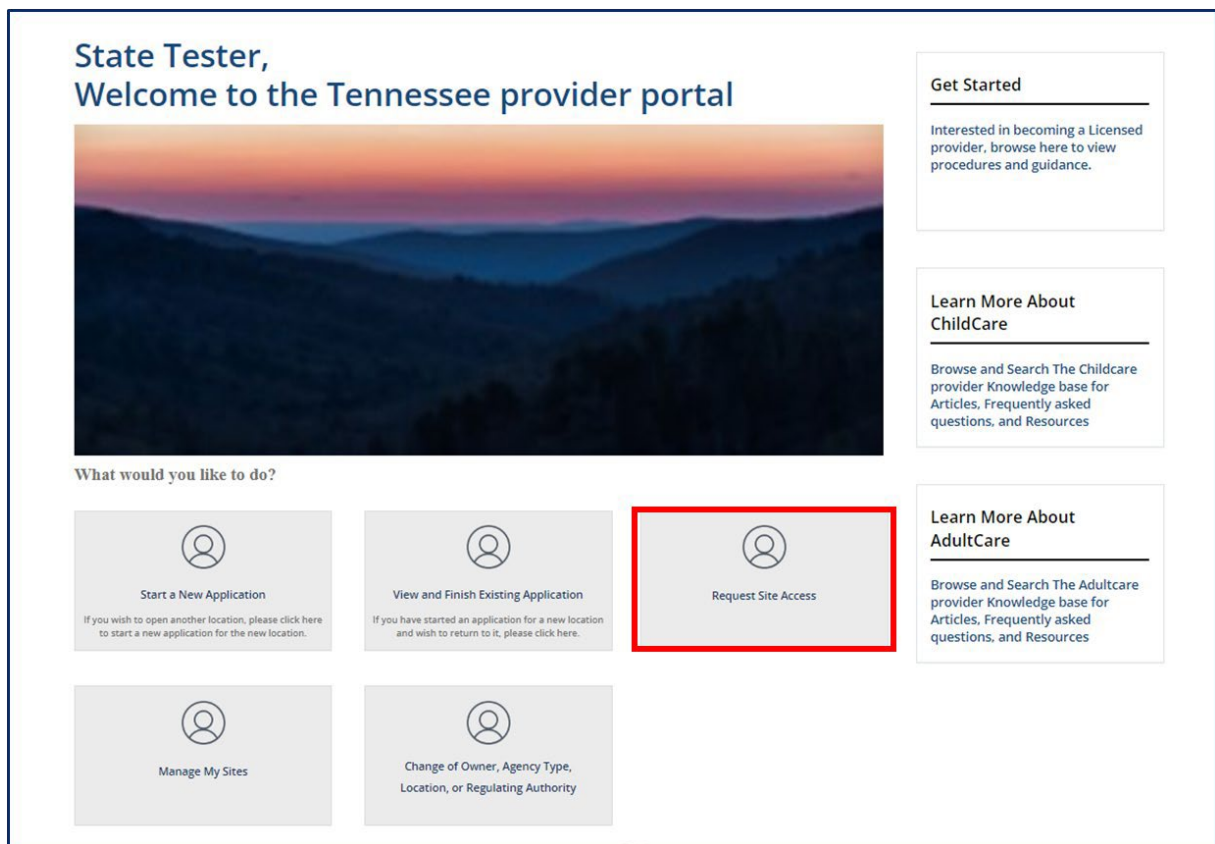 State Tester,
Welcome to the Tennessee provider portal
What would you like to do?
Start a New Application
If you wish to open another location, please click here
to start a new application for the new location.
View and Finish Existing Application
If you have started an application for a new location
and wish to return to it, please click here.
Request Site Access
Manage My Sites
Change of Owner, Agency Type,
Location, or Regulating Authority
Get Started
Interested in becoming a Licensed
provider, browse here to view
procedures and guidance.
Learn More About
ChildCare
Browse and Search The Childcare
provider Knowledge base for
Articles, Frequently asked
questions, and Resources
Learn More About
AdultCare
Browse and Search The Adultcare
provider Knowledge base for
Articles, Frequently asked
questions, and Resources